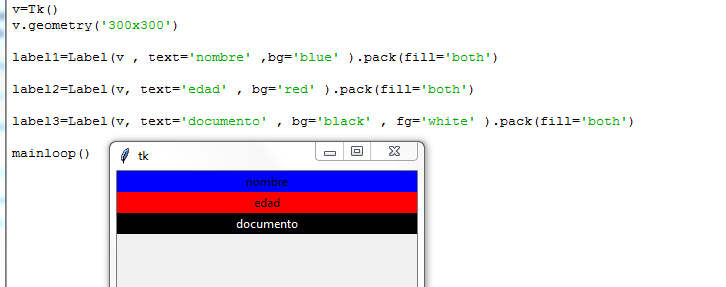 v=Tk()
v.geometry('300x300')
label1=Label(v , text='nombre' ,bg='blue' ).pack(fill='both')
label2=Label(v, text='edad' , bg='red' ).pack(fill='both')
label3=Label(v, text='documento' , bg='black' , fg='white' ).pack(fill='both')
mainloop()
tk
nombre
edad
documento